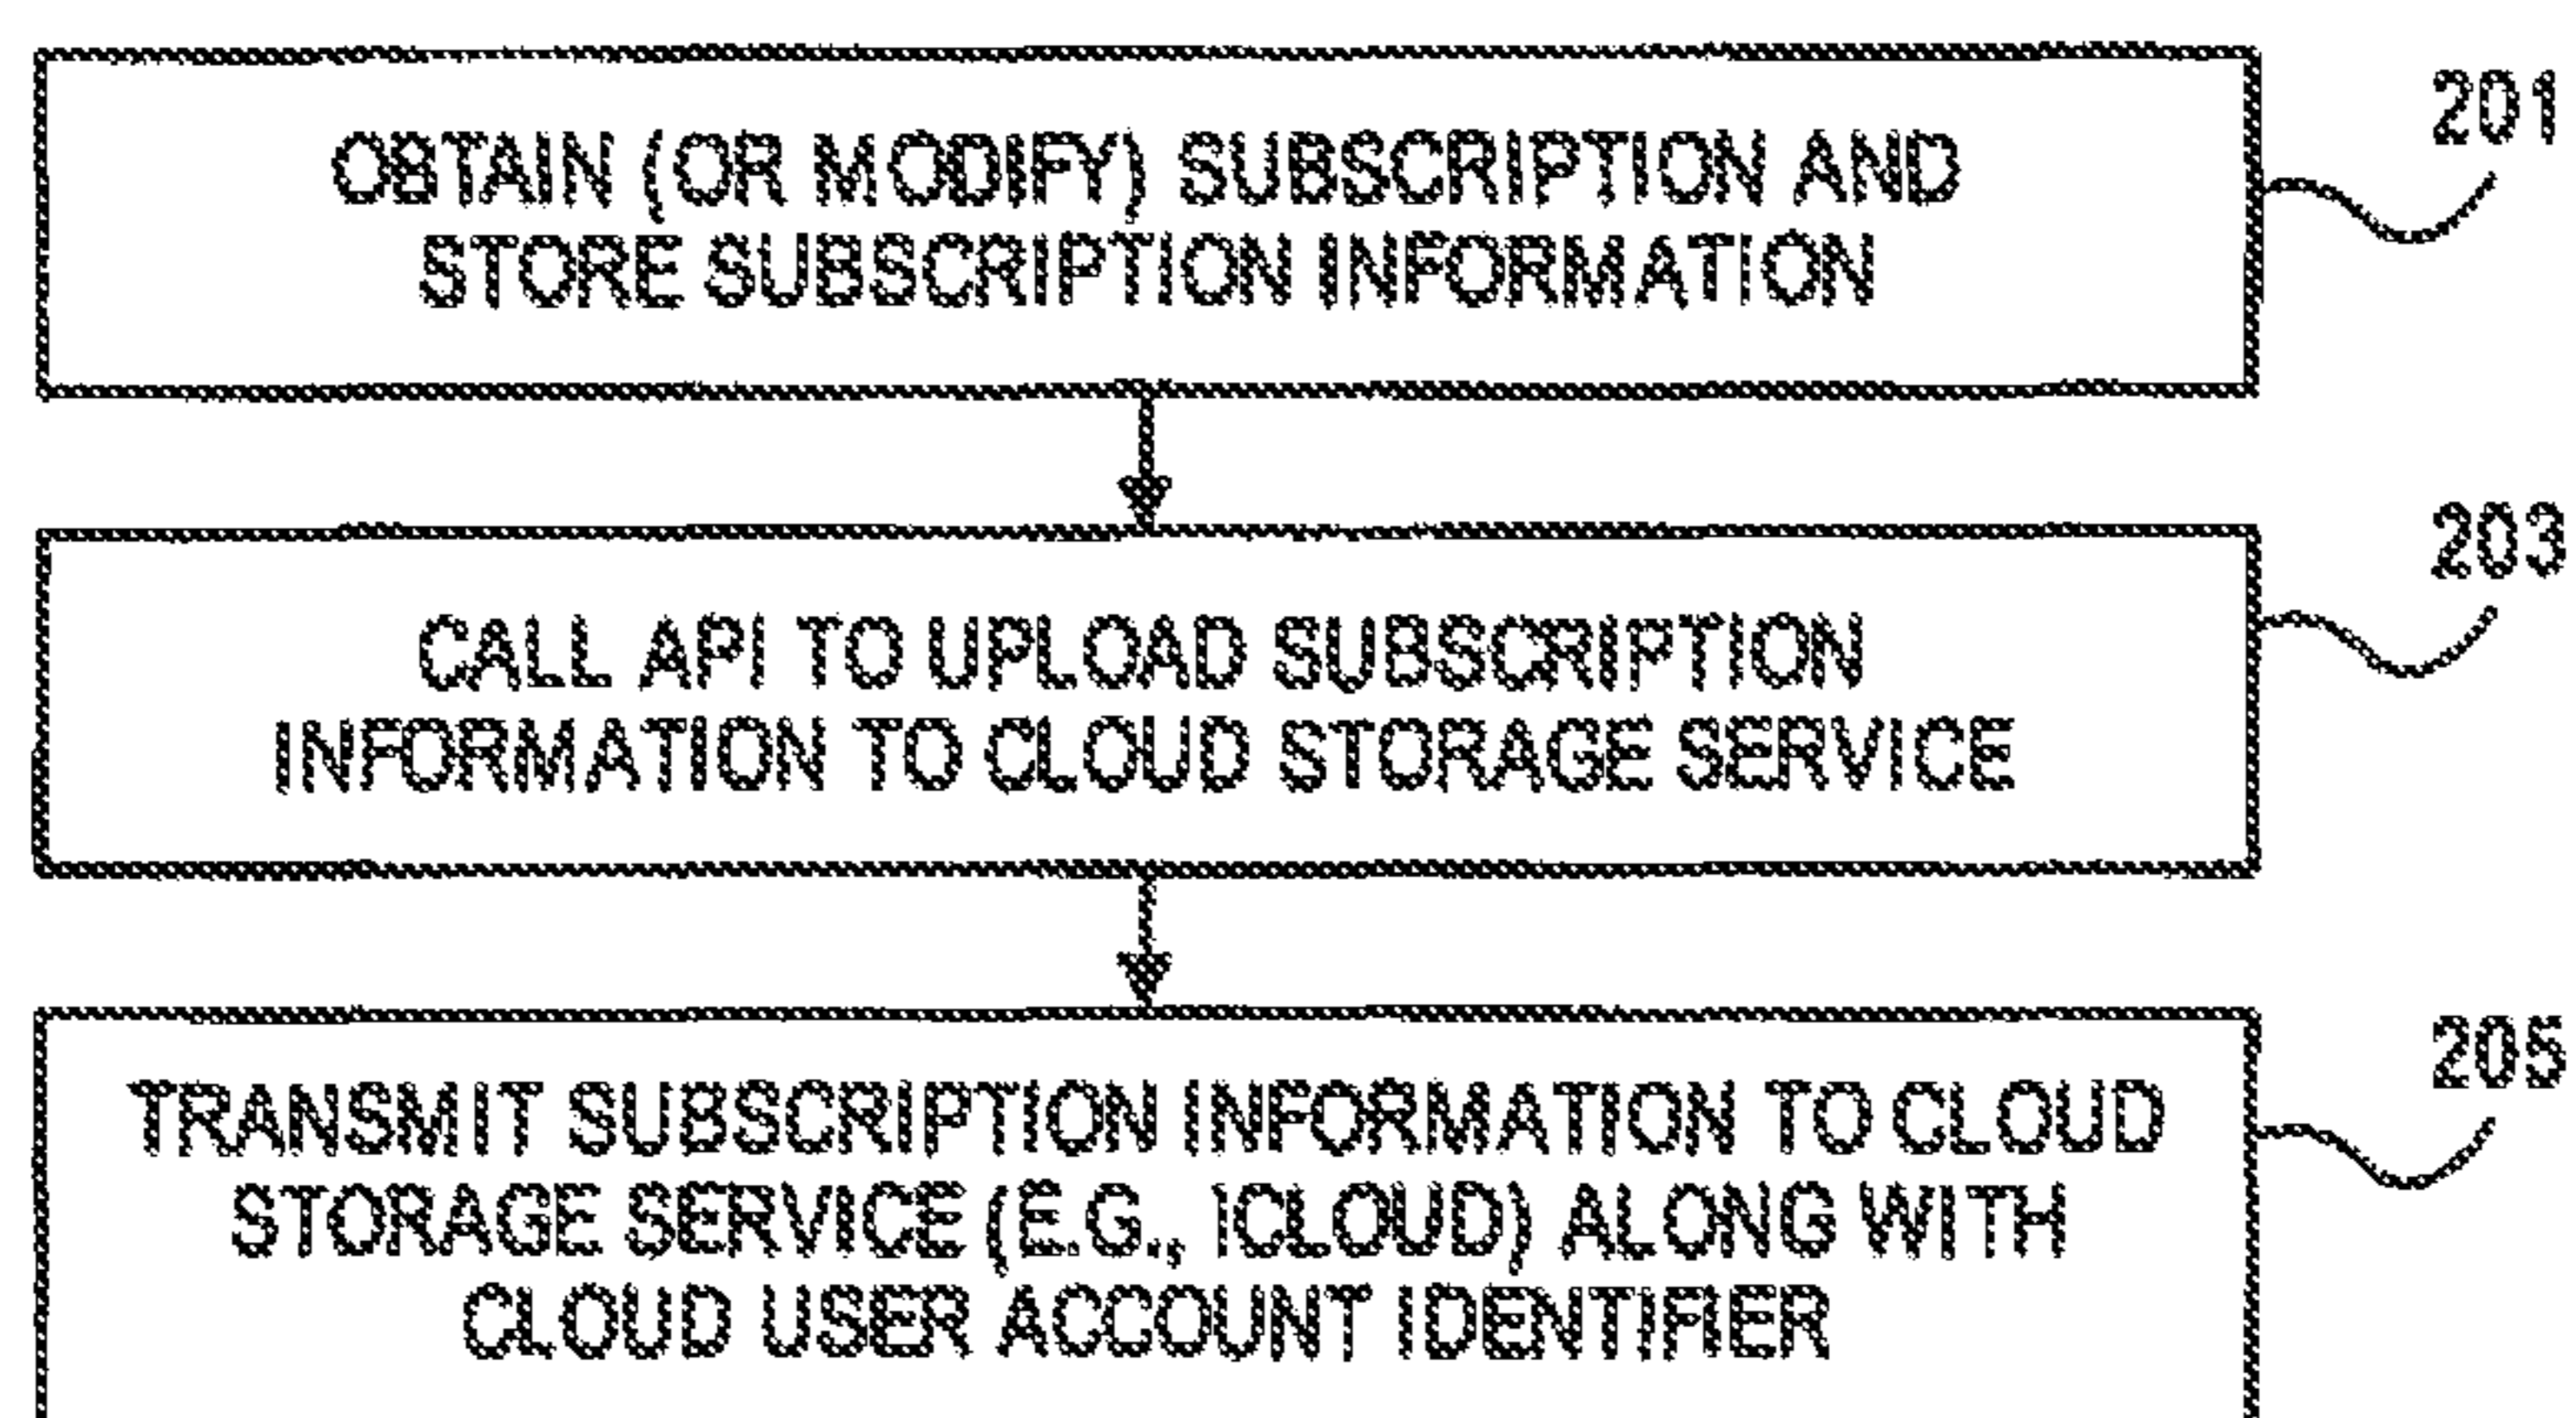 OBTAIN (OR MODIFY) SUBSCRIPTION AND
STORE SUBSCRIPTION INFORMATION
201
CALL API TO UPLOAD SUBSCRIPTION
INFORMATION TO CLOUD STORAGE SERVICE
203
TRANSMIT SUBSCRIPTION INFORMATION TO CLOUD
STORAGE SERVICE (E.G., iCLOUD) ALONG WITH
CLOUD USER ACCOUNT IDENTIFIER
205